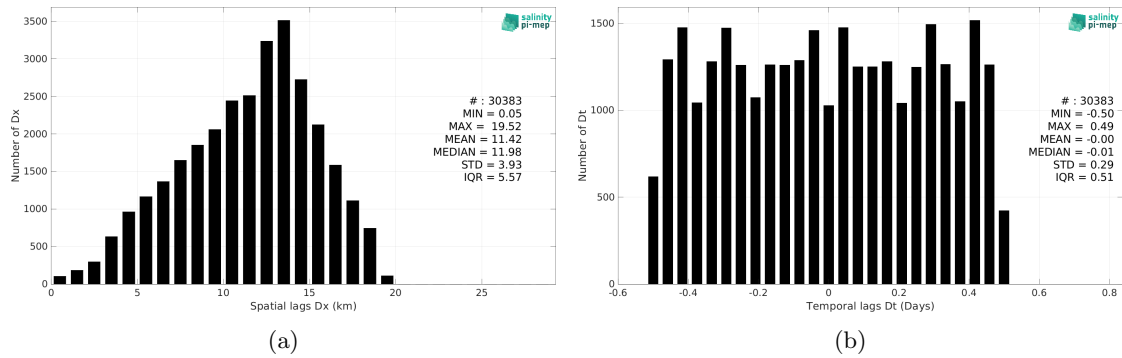 3500
3000
2500
2000
1500
1000
500
0
Number of Dx
salinity
pi-mep
# : 30383
MIN = 0.05
MAX = 19.52
MEAN = 11.42
MEDIAN = 11.98
STD = 3.93
IQR = 5.57
0 5 10 15 20 25
Spatial lags Dx (km)
(a)
1500
1000
500
0
Number of Dt
salinity
pi-mep
# : 30383
MIN = -0.50
MAX = 0.49
MEAN = -0.00
MEDIAN = -0.01
STD = 0.29
IQR = 0.51
-0.6 -0.4 -0.2 0 0.2 0.4 0.6 0.8
Temporal lags Dt (Days)
(b)